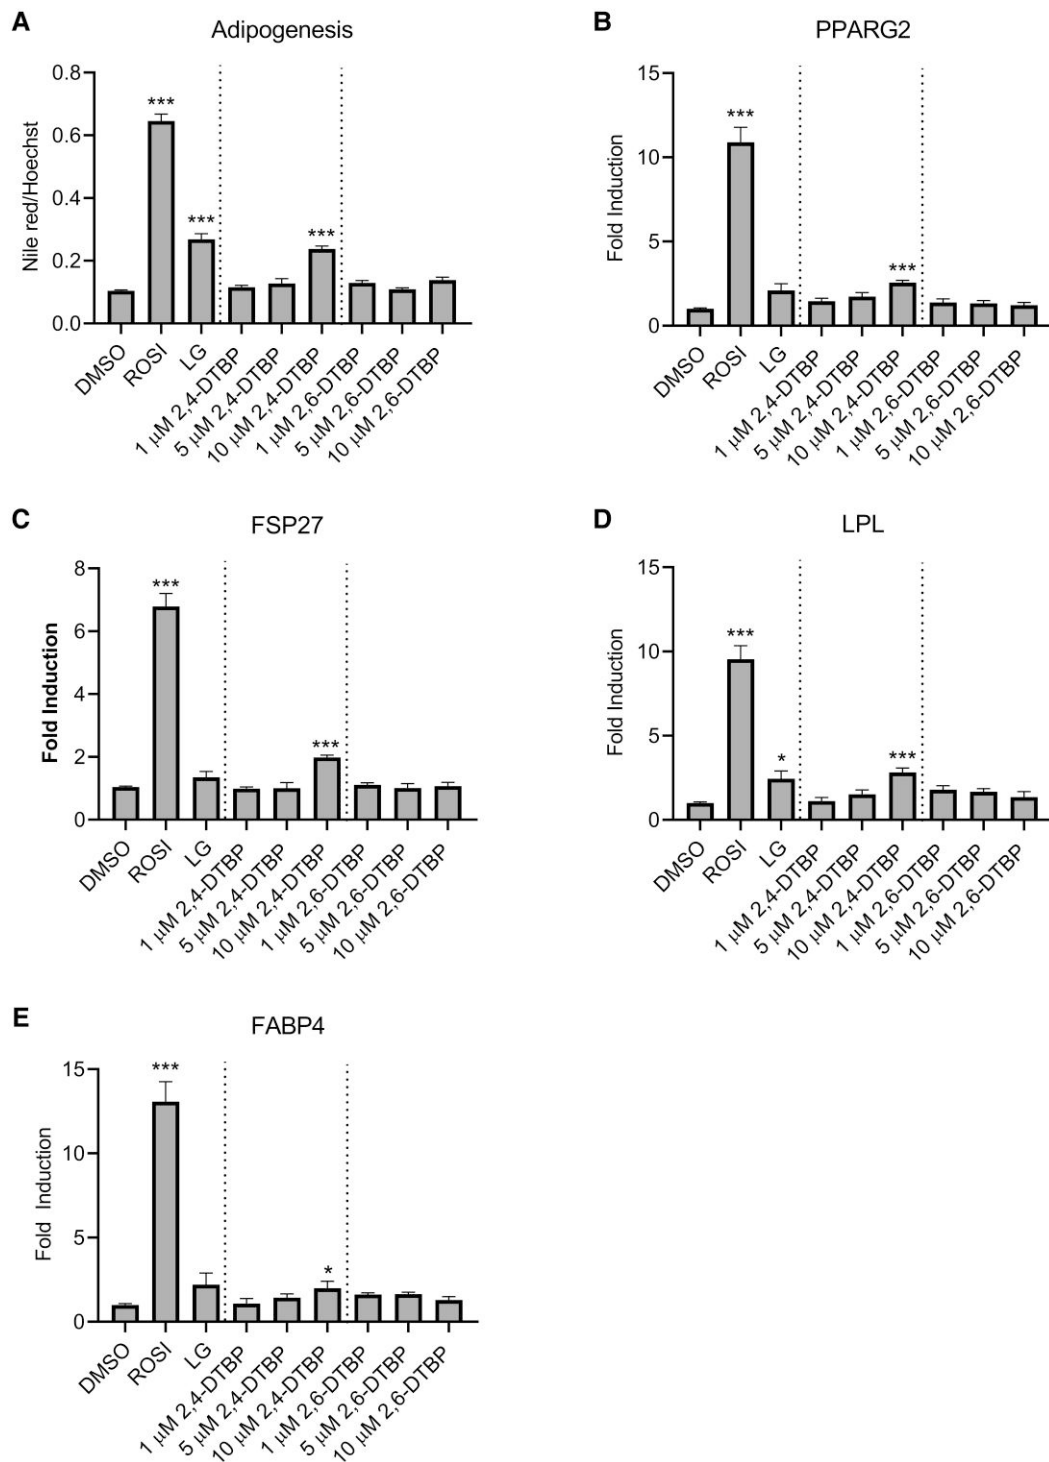 A
Adipogenesis
Nile red/Hoechst
0.8
0.6
0.4
0.2
0.0
***
***
***
DMSO
ROSI
LG
1 μM 2,4-DTBP
5 μM 2,4-DTBP
10 μM 2,4-DTBP
1 μM 2,6-DTBP
5 μM 2,6-DTBP
10 μM 2,6-DTBP
B
PPARG2
Fold Induction
15
10
5
0
***
***
DMSO
ROSI
LG
1 μM 2,4-DTBP
5 μM 2,4-DTBP
10 μM 2,4-DTBP
1 μM 2,6-DTBP
5 μM 2,6-DTBP
10 μM 2,6-DTBP
C
FSP27
Fold Induction
8
6
4
2
0
***
***
DMSO
ROSI
LG
1 μM 2,4-DTBP
5 μM 2,4-DTBP
10 μM 2,4-DTBP
1 μM 2,6-DTBP
5 μM 2,6-DTBP
10 μM 2,6-DTBP
D
LPL
Fold Induction
15
10
5
0
***
*
***
DMSO
ROSI
LG
1 μM 2,4-DTBP
5 μM 2,4-DTBP
10 μM 2,4-DTBP
1 μM 2,6-DTBP
5 μM 2,6-DTBP
10 μM 2,6-DTBP
E
FABP4
Fold Induction
15
10
5
0
***
*
DMSO
ROSI
LG
1 μM 2,4-DTBP
5 μM 2,4-DTBP
10 μM 2,4-DTBP
1 μM 2,6-DTBP
5 μM 2,6-DTBP
10 μM 2,6-DTBP